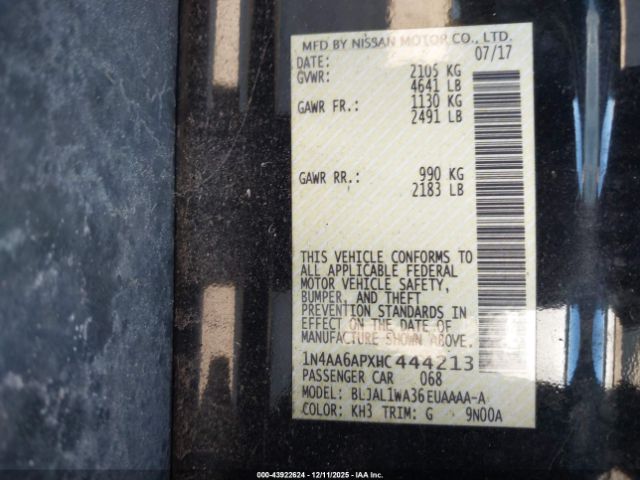 MFD BY NISSAN MOTOR CO., LTD.
DATE: 07/17
GVWR: 2105 KG
4641 LB
GAWR FR.: 1130 KG
2491 LB
GAWR RR.: 990 KG
2183 LB
THIS VEHICLE CONFORMS TO
ALL APPLICABLE FEDERAL
MOTOR VEHICLE SAFETY,
BUMPER, AND THEFT
PREVENTION STANDARDS IN
EFFECT ON THE DATE OF
MANUFACTURE SHOWN ABOVE.
1N4AA6APXHC444213
PASSENGER CAR 068
MODEL: BLJAL1WA36EUAAAA-A
COLOR: KH3 TRIM: G 9N00A
000-43922624 - 12/11/2025 - IAAI.COM